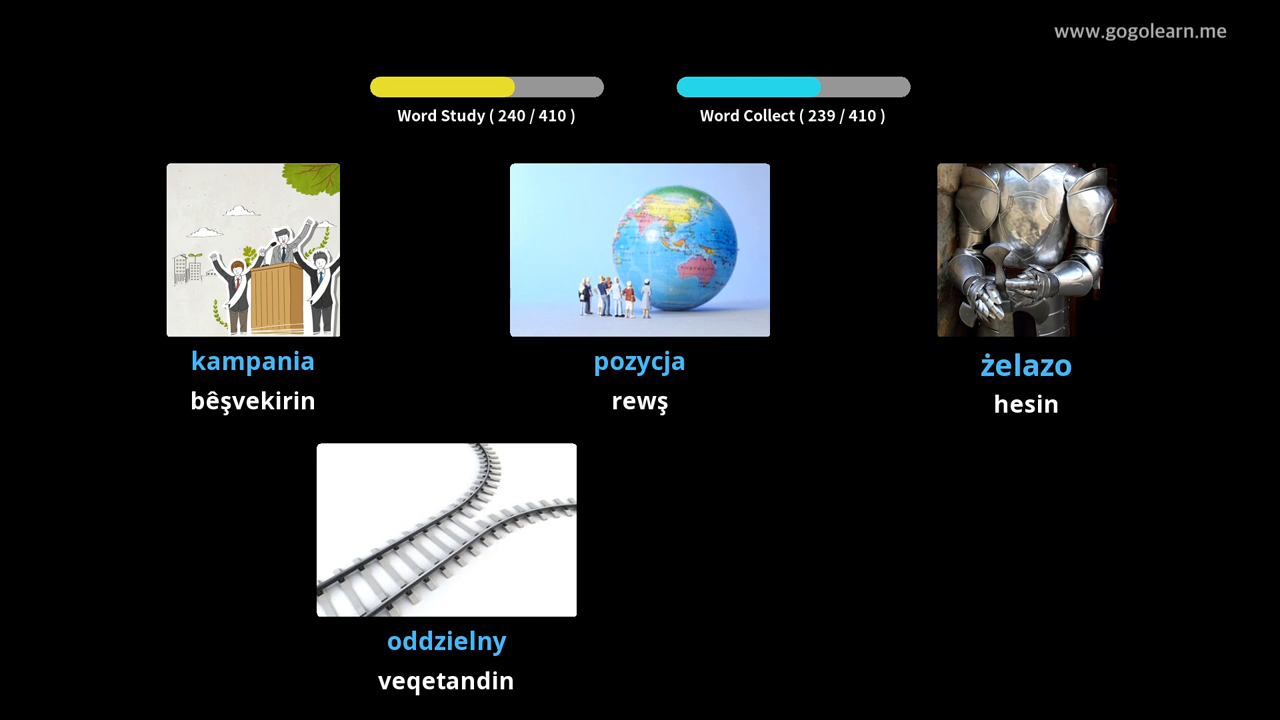 www.gogolearn.me
Word Study ( 240 / 410 )
Word Collect ( 239 / 410 )
kampania
bêşvekirin
pozycja
rewş
żelazo
hesin
oddzielny
veqetandin